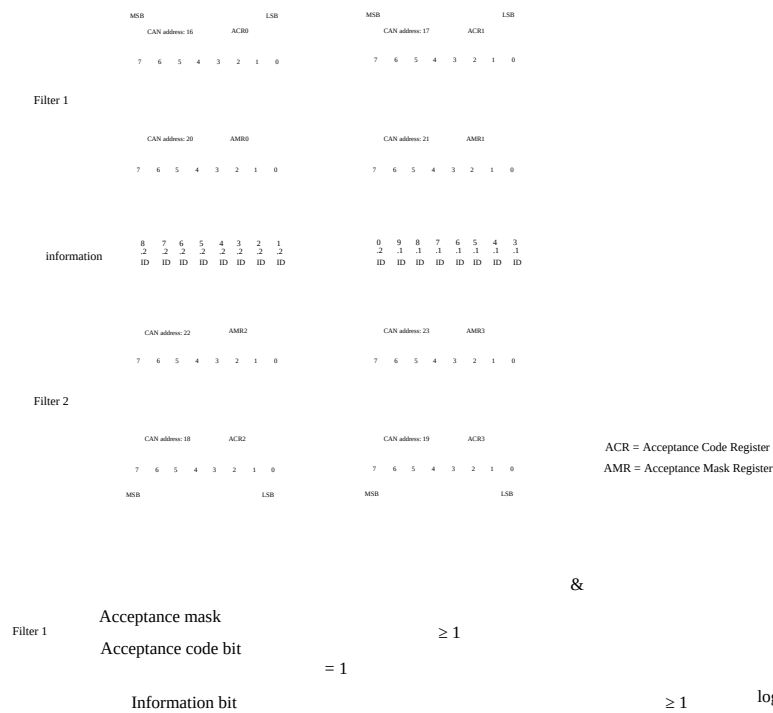 MSB LSB MSB LSB
CAN address: 16 ACR0 CAN address: 17 ACR1
7 6 5 4 3 2 1 0 7 6 5 4 3 2 1 0
Filter 1
CAN address: 20 AMR0 CAN address: 21 AMR1
7 6 5 4 3 2 1 0 7 6 5 4 3 2 1 0
8 7 6 5 4 3 2 1 0 9 8 7 6 5 4 3
information .2 .2 .2 .2 .2 .2 .2 .2 .2 .1 .1 .1 .1 .1 .1 .1
ID ID ID ID ID ID ID ID ID ID ID ID ID ID ID ID
CAN address: 22 AMR2 CAN address: 23 AMR3
7 6 5 4 3 2 1 0 7 6 5 4 3 2 1 0
Filter 2
CAN address: 18 ACR2 CAN address: 19 ACR3
ACR = Acceptance Code Register
7 6 5 4 3 2 1 0 7 6 5 4 3 2 1 0
AMR = Acceptance Mask Register
MSB LSB MSB LSB
&
Acceptance mask
Filter 1 ≥ 1
Acceptance code bit
= 1
Information bit ≥ 1